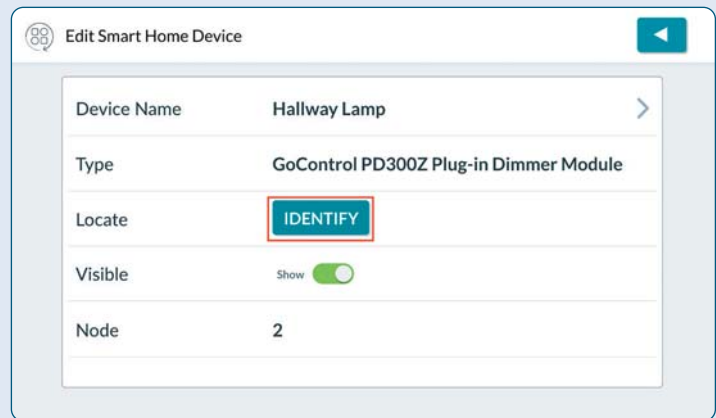 Edit Smart Home Device
Device Name Hallway Lamp
Type GoControl PD300Z Plug-in Dimmer Module
Locate IDENTIFY
Visible Show
Node 2